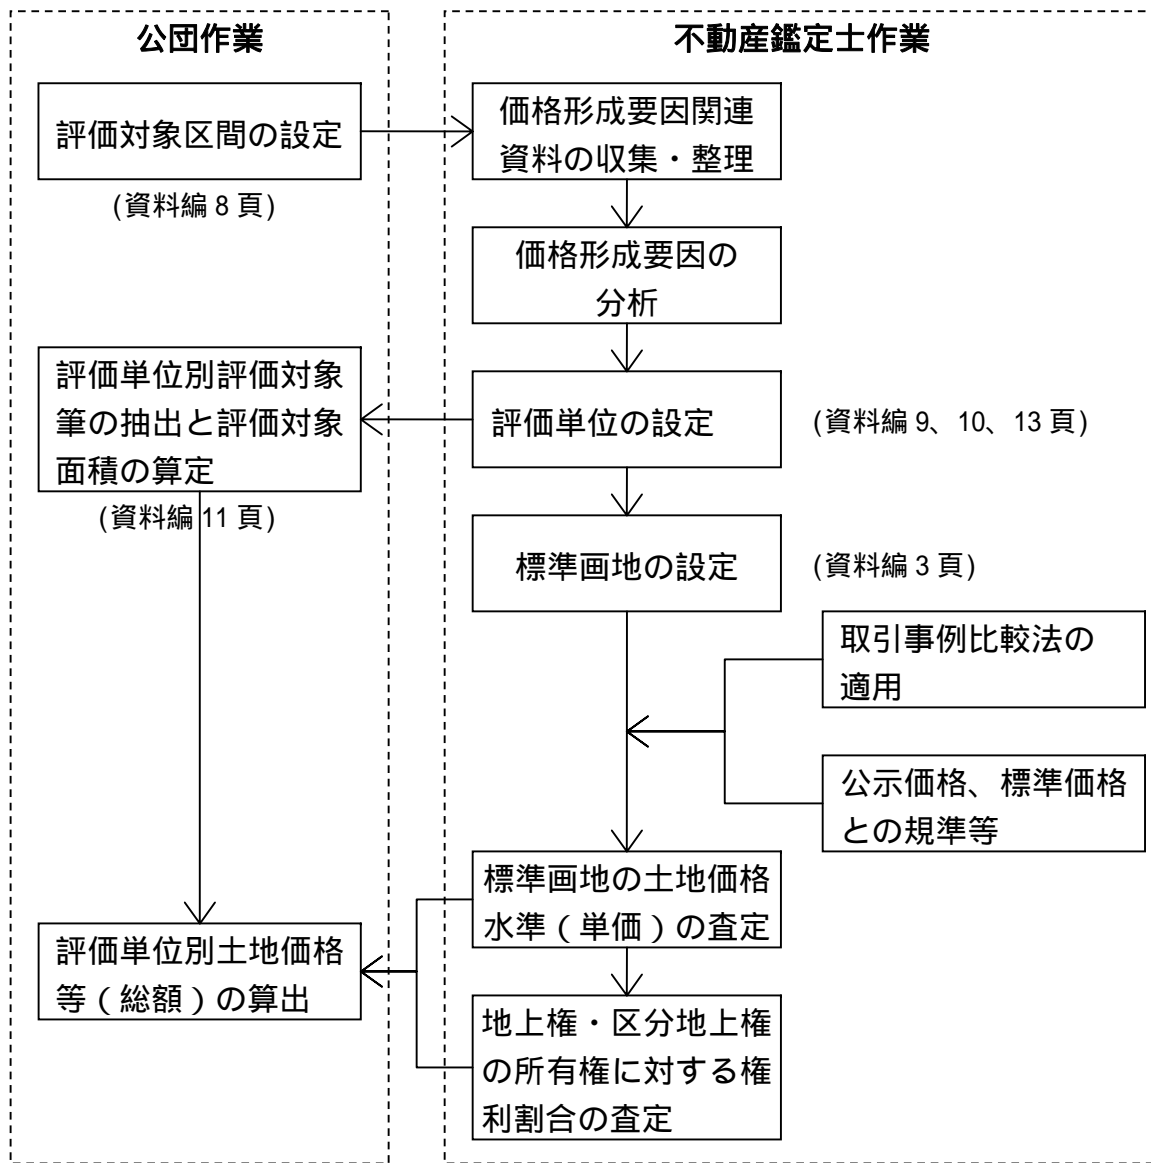 公団作業
不動産鑑定士作業
評価対象区間の設定
(資料編 8 頁)
価格形成要因関連
資料の収集・整理
価格形成要因の
分析
評価単位別評価対象
筆の抽出と評価対象
面積の算定
(資料編 11 頁)
評価単位の設定
(資料編 9、10、13 頁)
標準画地の設定
(資料編 3 頁)
取引事例比較法の
適用
公示価格、標準価格
との規準等
標準画地の土地価格
水準(単価)の査定
評価単位別土地価格
等(総額)の算出
地上権・区分地上権
の所有権に対する権
利割合の査定